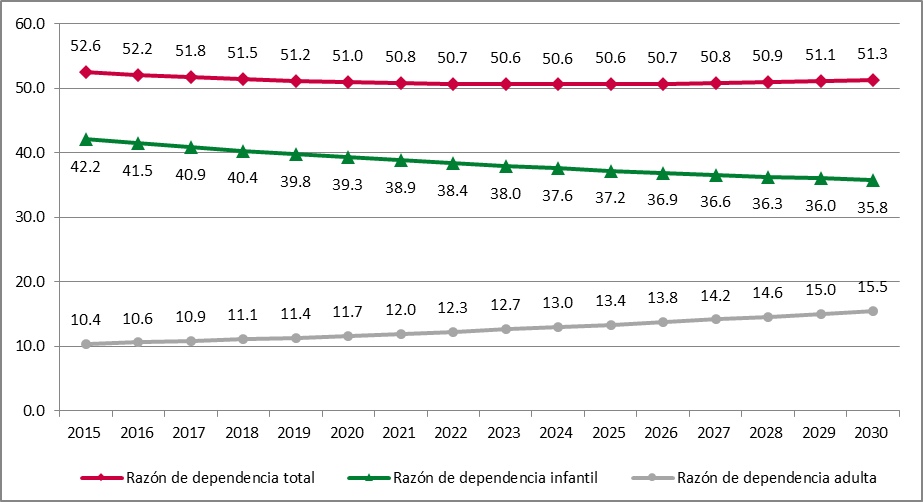 60.0
52.6 52.2 51.8 51.5 51.2 51.0 50.8 50.7 50.6 50.6 50.6 50.7 50.8 50.9 51.1 51.3
50.0
40.0
42.2 41.5 40.9 40.4 39.8 39.3 38.9 38.4 38.0 37.6 37.2 36.9 36.6 36.3 36.0 35.8
30.0
20.0
10.4 10.6 10.9 11.1 11.4 11.7 12.0 12.3 12.7 13.0 13.4 13.8 14.2 14.6 15.0 15.5
10.0
0.0
2015 2016 2017 2018 2019 2020 2021 2022 2023 2024 2025 2026 2027 2028 2029 2030
Razón de dependencia total Razón de dependencia infantil Razón de dependencia adulta